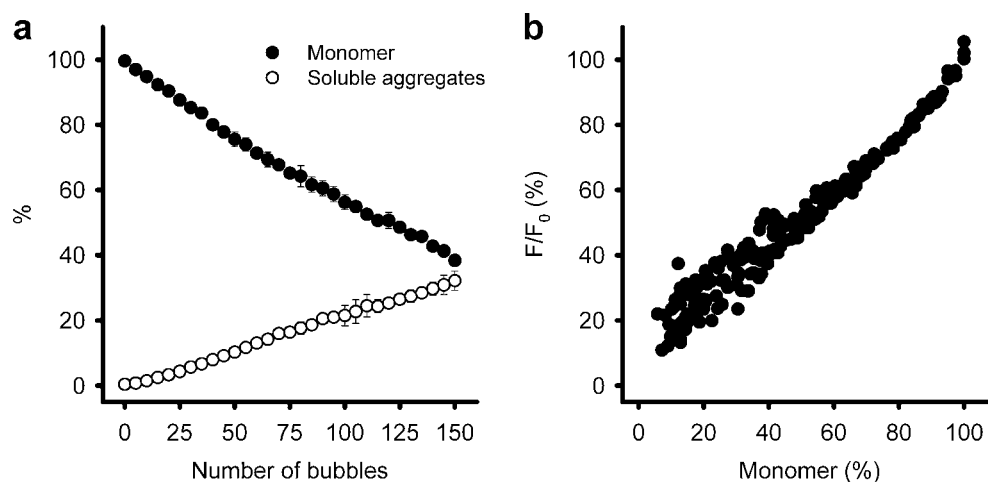 a
%
100
80
60
40
20
0
Monomer
Soluble aggregates
0 25 50 75 100 125 150
Number of bubbles
b
F/F₀ (%)
100
80
60
40
20
0
0 20 40 60 80 100
Monomer (%)